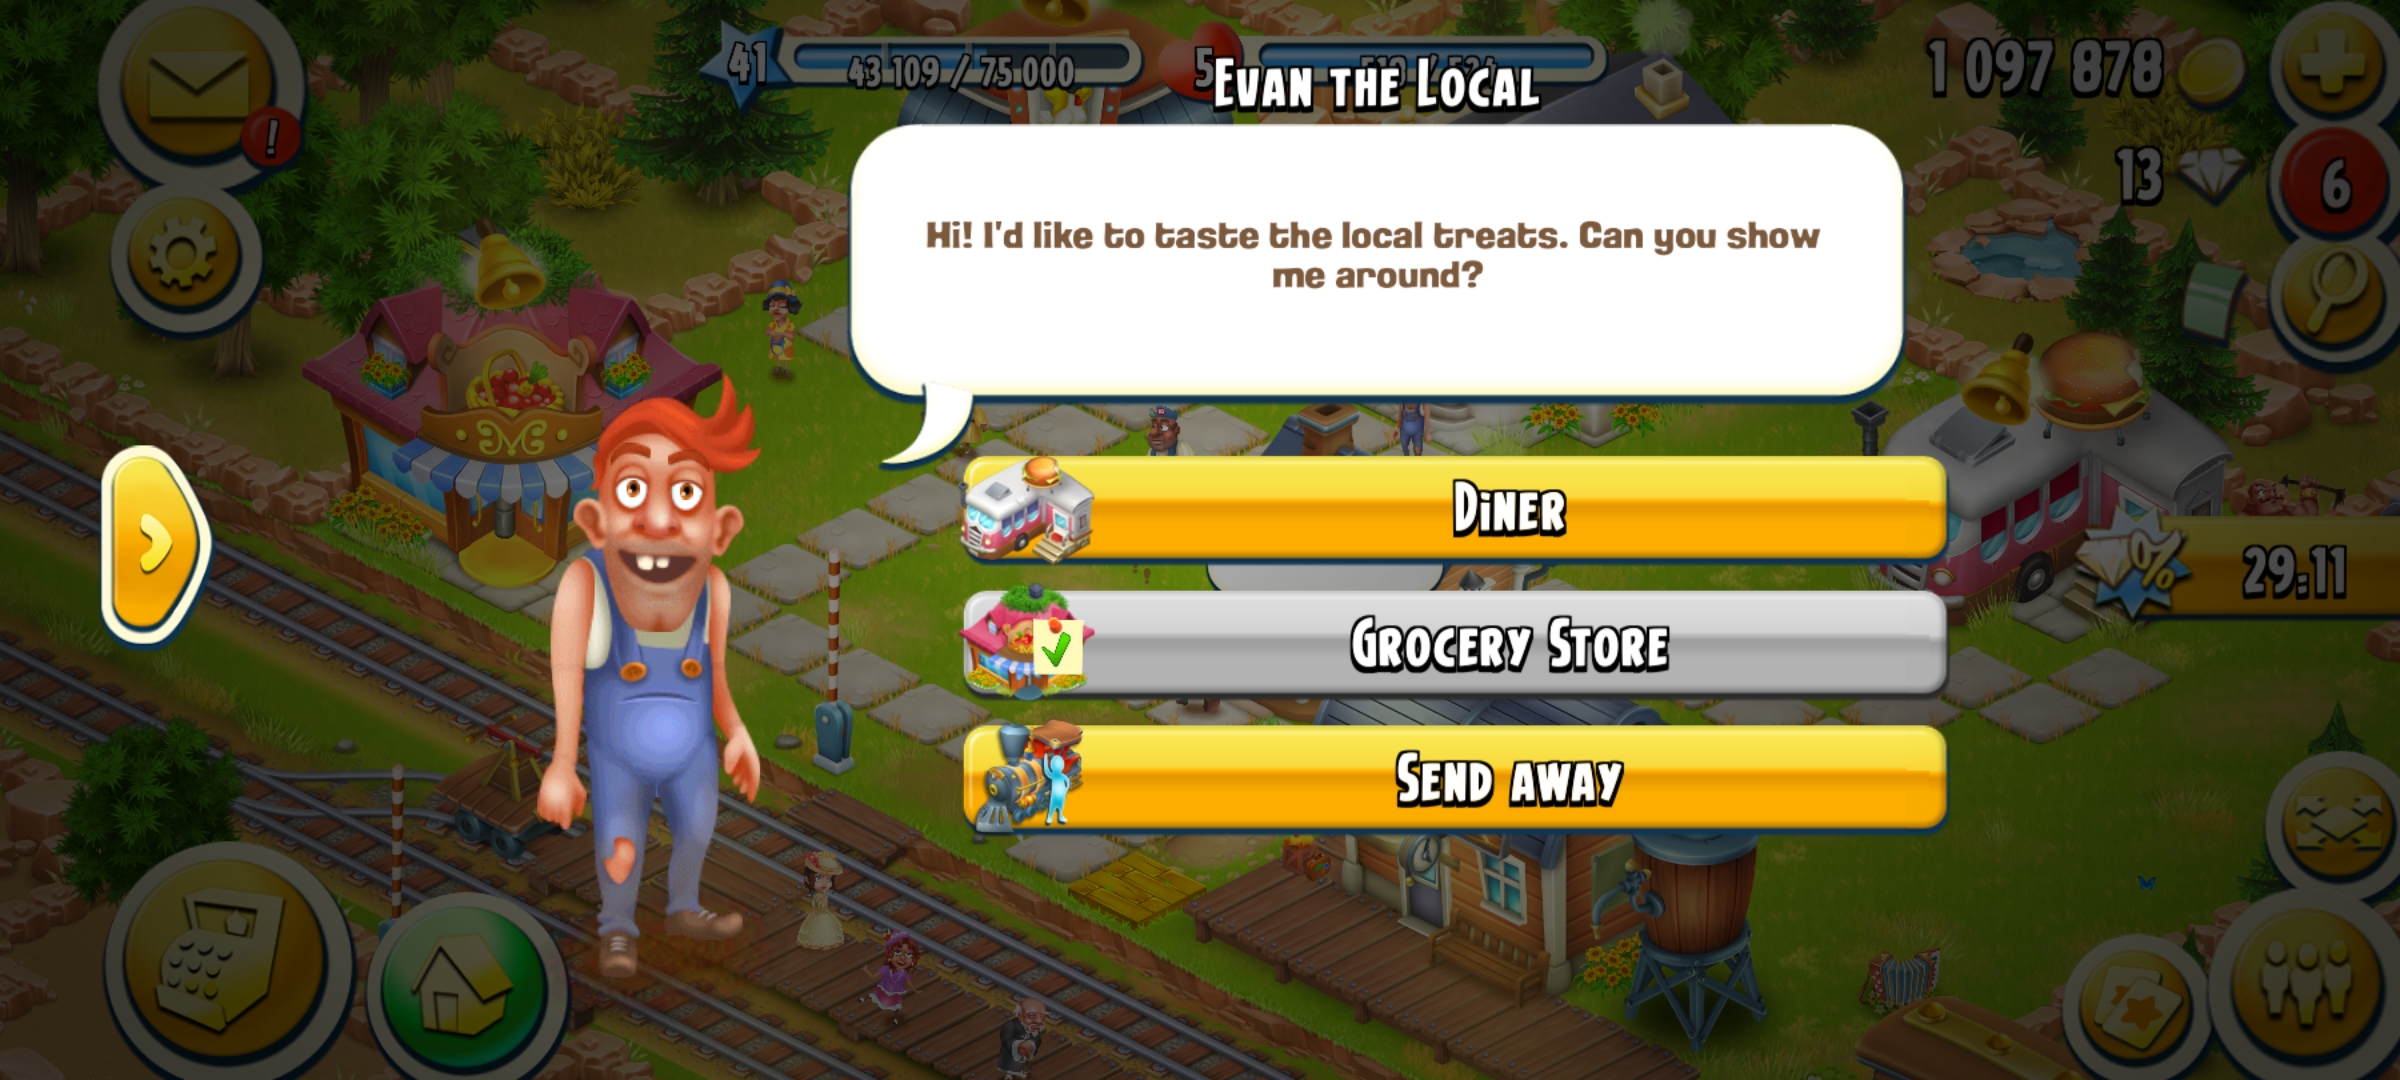 41
43 109 / 75 000
5
EVAN THE LOCAL
1 097 878
13
6
!
Hi! I'd like to taste the local treats. Can you show
me around?
DiNER
%
29:11
GROCERY STORE
SEND AWAY